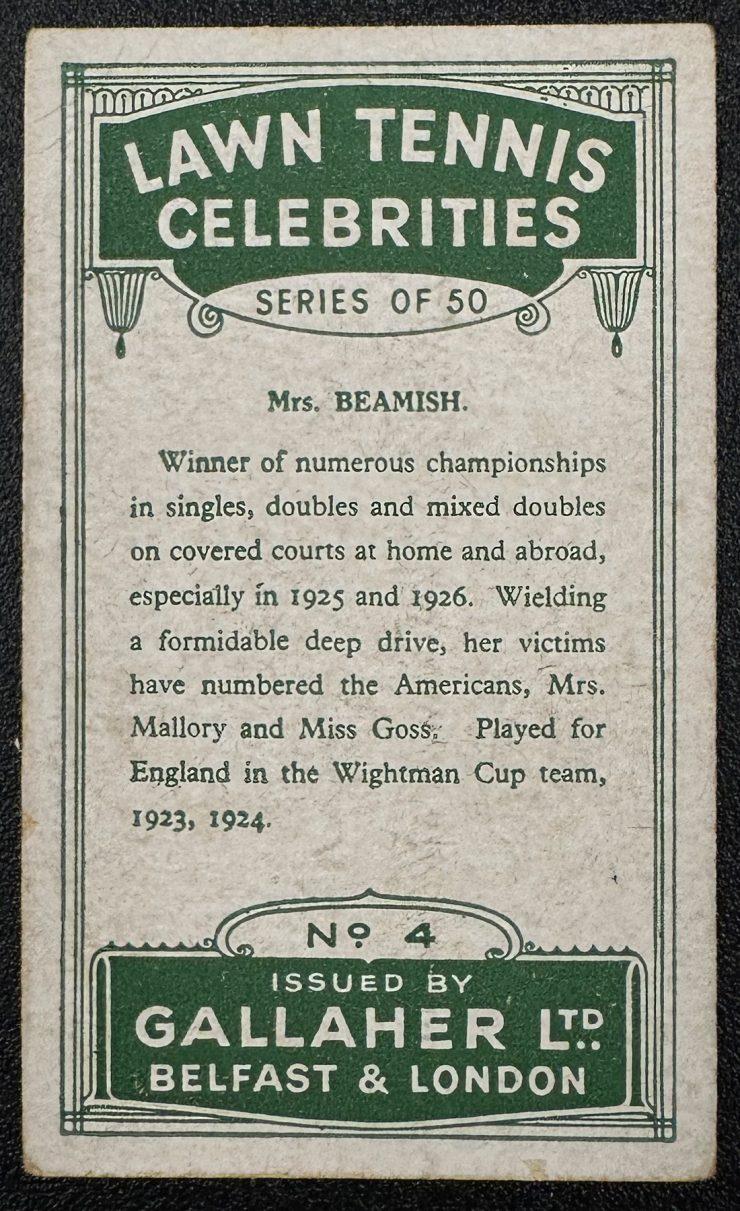 LAWN TENNIS
CELEBRITIES
SERIES OF 50
Mrs. BEAMISH.
Winner of numerous championships
in singles, doubles and mixed doubles
on covered courts at home and abroad,
especially in 1925 and 1926. Wielding
a formidable deep drive, her victims
have numbered the Americans, Mrs.
Mallory and Miss Goss. Played for
England in the Wightman Cup team,
1923, 1924.
Nº 4
ISSUED BY
GALLAHER LTD.
BELFAST & LONDON